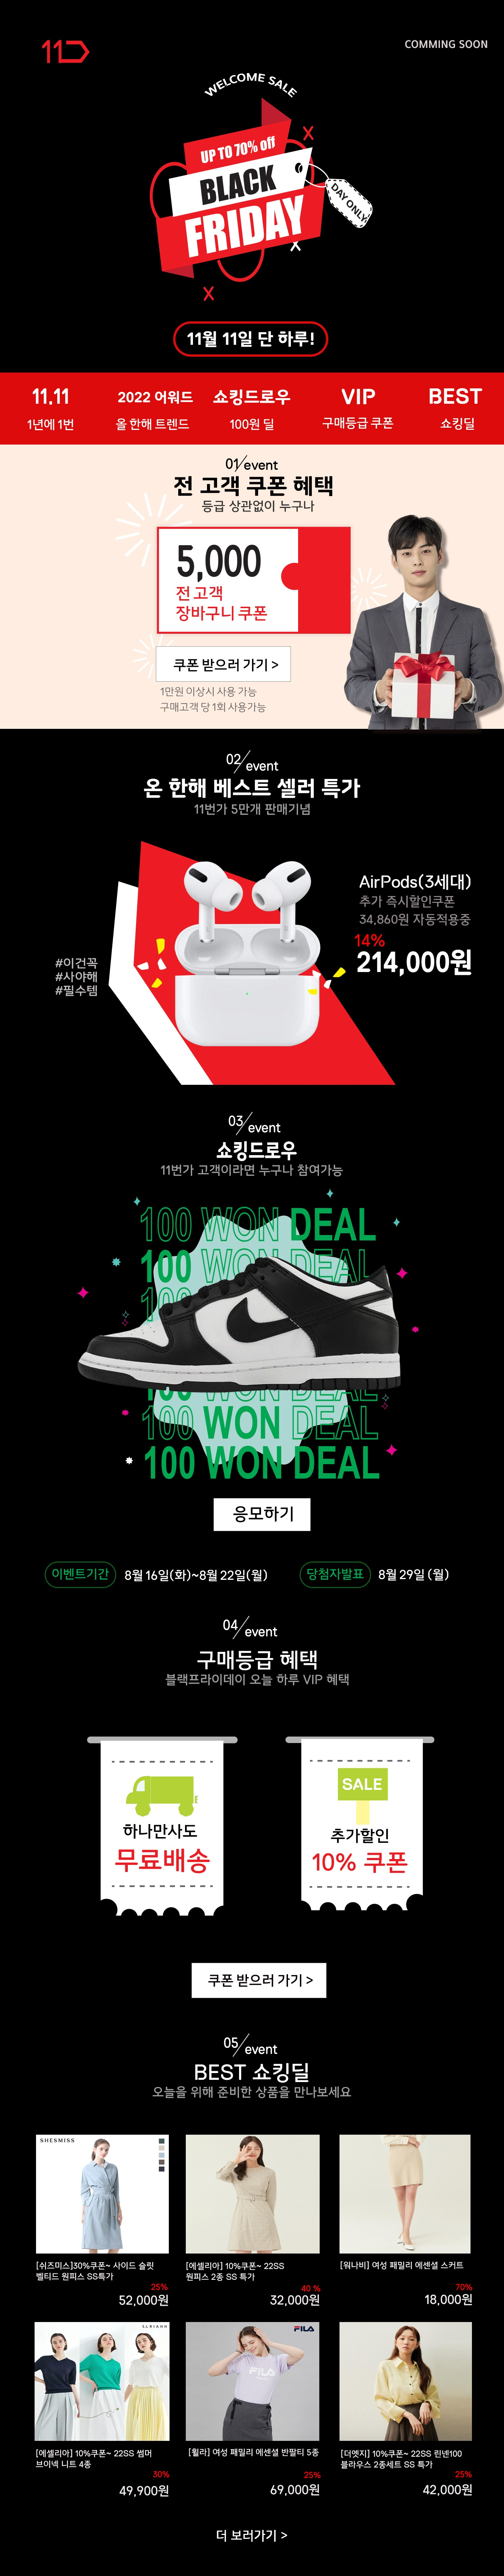 11
COMMING SOON
WELCOME SALE
UP TO 70% off
BLACK
FRIDAY
DAY ONLY
11월 11일 단 하루!
11.11
1년에 1번
2022 어워드
올 한해 트렌드
쇼킹드로우
100원 딜
VIP
구매등급 쿠폰
BEST
쇼킹딜
01/event
전 고객 쿠폰 혜택
등급 상관없이 누구나
5,000
전 고객
장바구니 쿠폰
쿠폰 받으러 가기 >
1만원 이상시 사용 가능
구매고객 당 1회 사용가능
02/event
온 한해 베스트 셀러 특가
11번가 5만개 판매기념
AirPods(3세대)
추가 즉시할인쿠폰
34,860원 자동적용중
14%
214,000원
#이건꼭
#사야해
#필수템
03/event
쇼킹드로우
11번가 고객이라면 누구나 참여가능
100 WON DEAL
100 WON DEAL
100
100 WON DEAL
100 WON DEAL
100 WON DEAL
응모하기
이벤트기간 8월 16일(화)~8월 22일(월)
당첨자발표 8월 29일 (월)
04/event
구매등급 혜택
블랙프라이데이 오늘 하루 VIP 혜택
하나만사도
무료배송
SALE
추가할인
10% 쿠폰
쿠폰 받으러 가기 >
05/event
BEST 쇼킹딜
오늘을 위해 준비한 상품을 만나보세요
SHESMISS
[쉬즈미스]30%쿠폰~ 사이드 슬릿
벨티드 원피스 SS특가
25%
52,000원
[에셀리아] 10%쿠폰~ 22SS
원피스 2종 SS 특가
40 %
32,000원
[워나비] 여성 패밀리 에센셜 스커트
70%
18,000원
[에셀리아] 10%쿠폰~ 22SS 썸머
브이넥 니트 4종
30%
49,900원
FILA
FILA
[휠라] 여성 패밀리 에센셜 반팔티 5종
25%
69,000원
[더엣지] 10%쿠폰~ 22SS 린넨100
블라우스 2종세트 SS 특가
25%
42,000원
더 보러가기 >